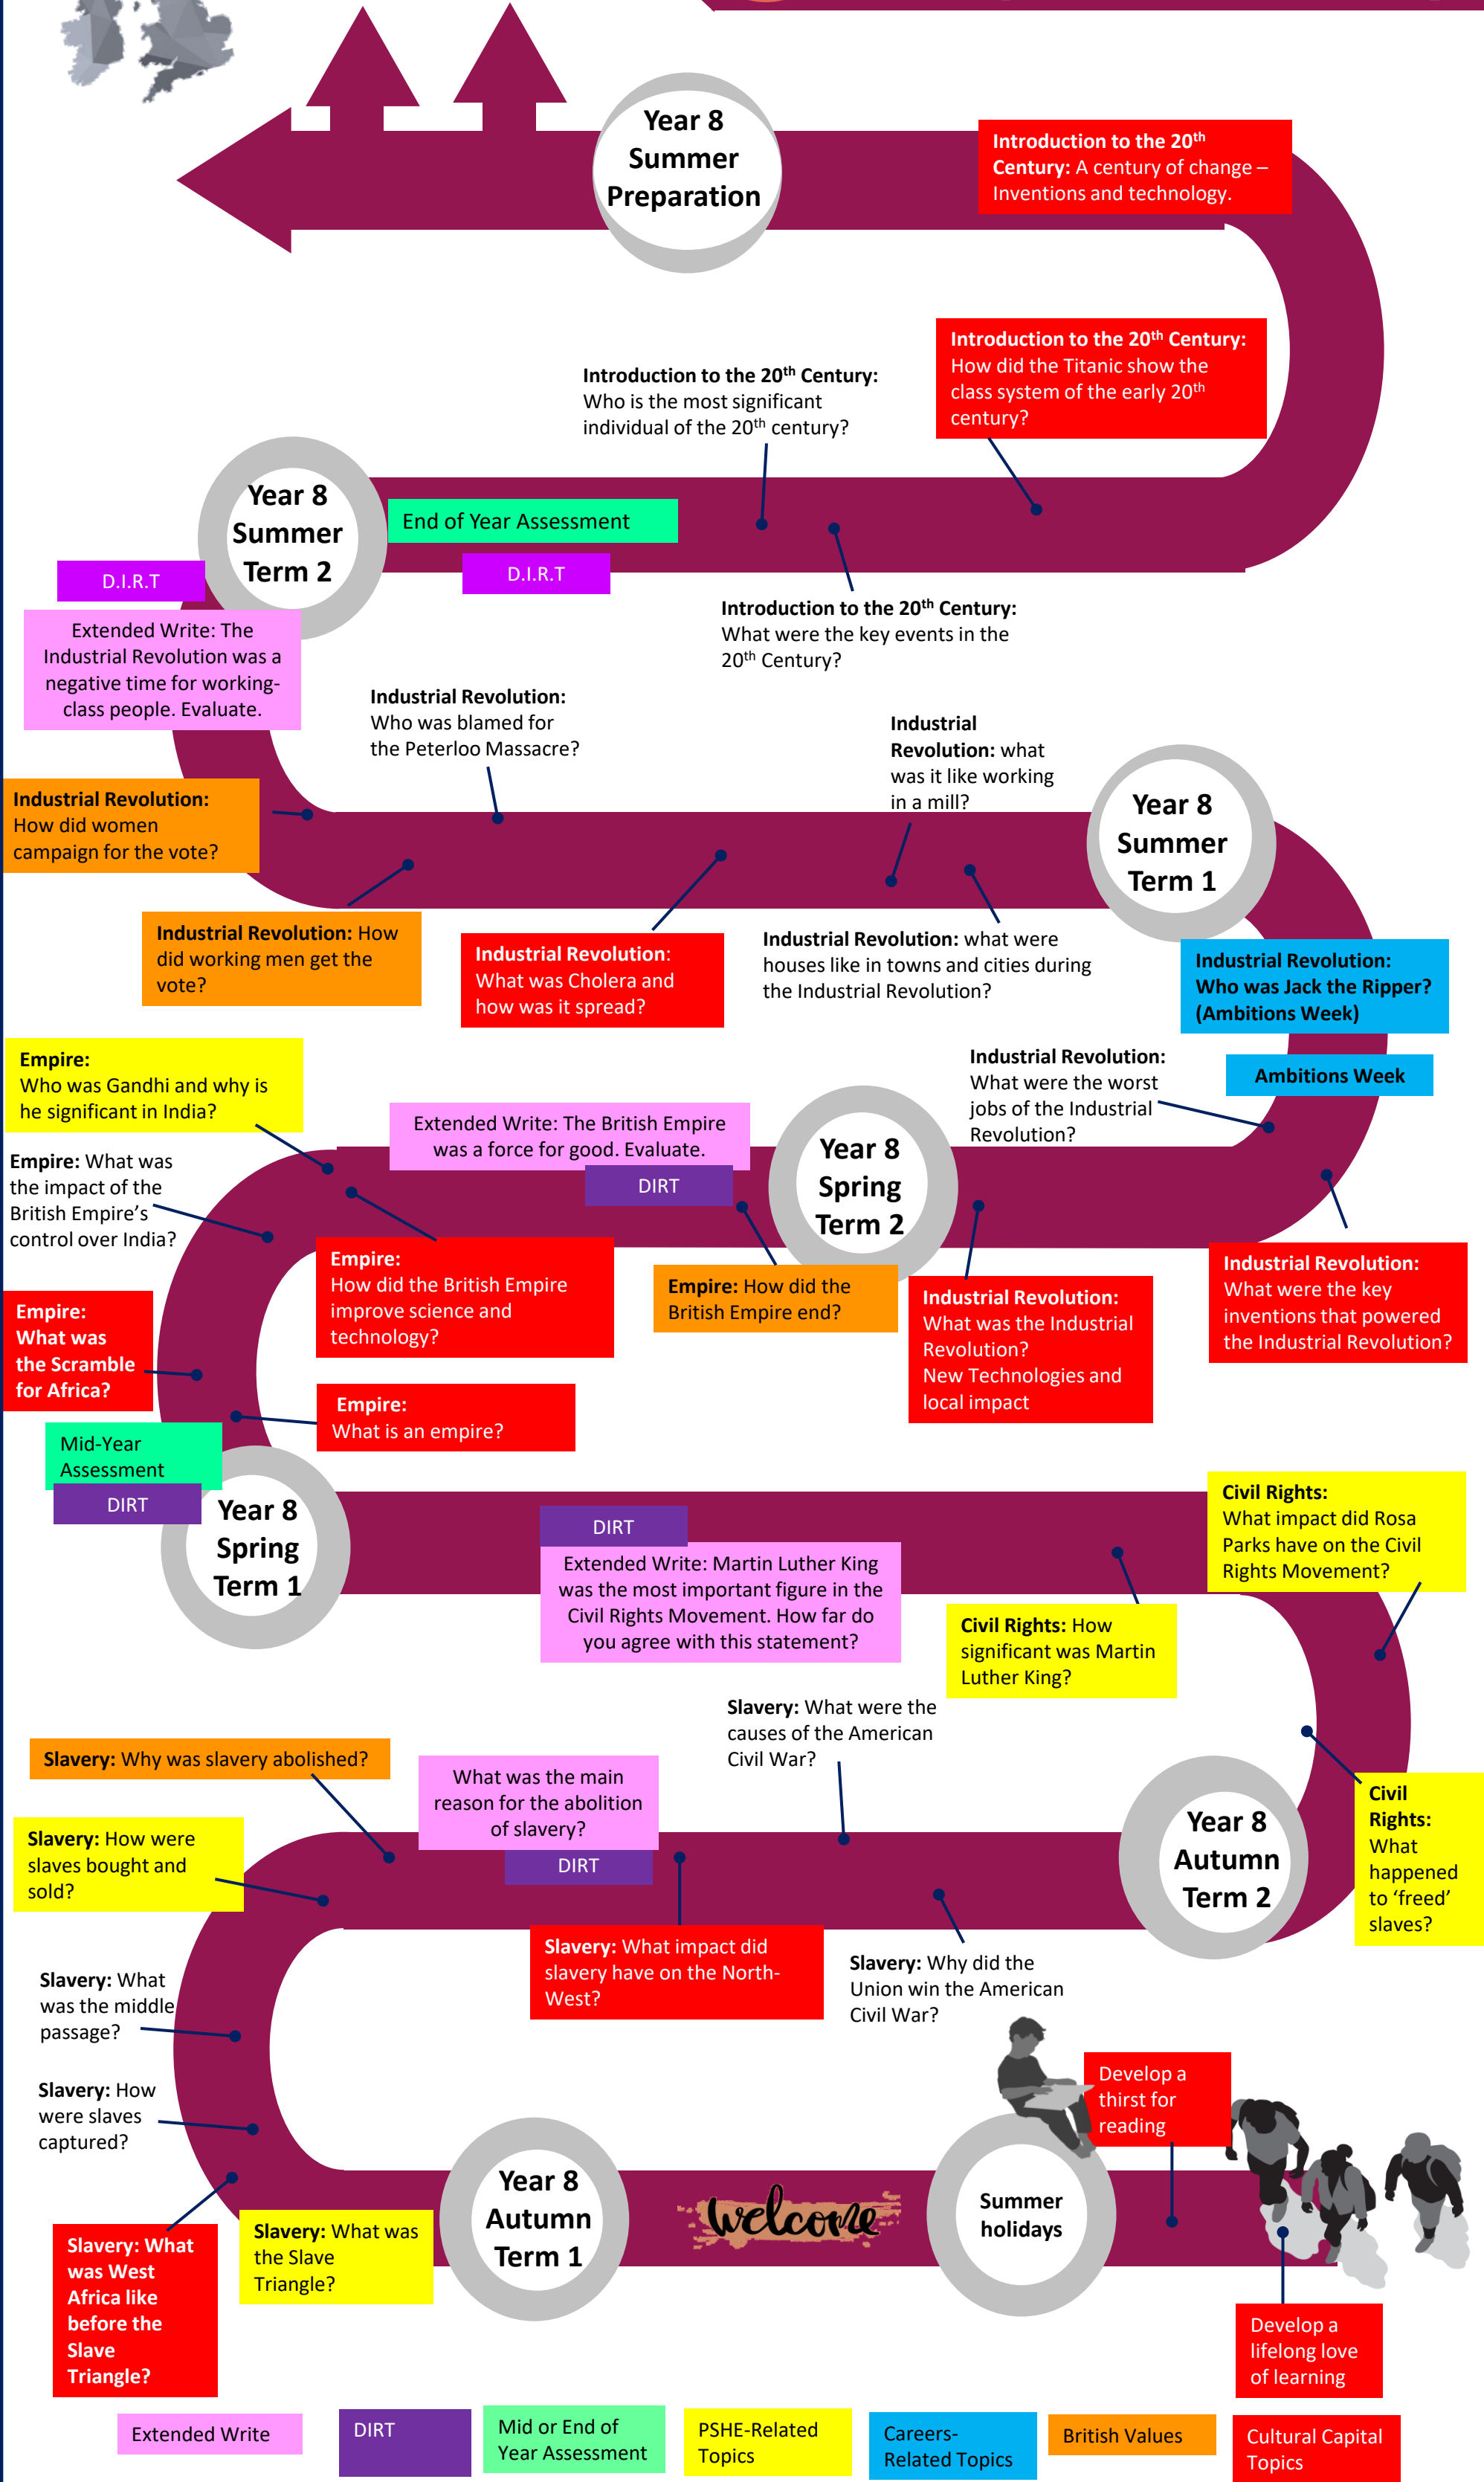 Year 8
Summer
Preparation
Introduction to the 20th
Century: A century of change –
Inventions and technology.
Introduction to the 20th Century:
How did the Titanic show the
class system of the early 20th
century?
Introduction to the 20th Century:
Who is the most significant
individual of the 20th century?
Year 8
Summer
Term 2
End of Year Assessment
D.I.R.T
D.I.R.T
Introduction to the 20th Century:
What were the key events in the
20th Century?
Extended Write: The
Industrial Revolution was a
negative time for working-
class people. Evaluate.
Industrial Revolution:
Who was blamed for
the Peterloo Massacre?
Industrial
Revolution: what
was it like working
in a mill?
Year 8
Summer
Term 1
Industrial Revolution:
How did women
campaign for the vote?
Industrial Revolution: How
did working men get the
vote?
Industrial Revolution:
What was Cholera and
how was it spread?
Industrial Revolution: what were
houses like in towns and cities during
the Industrial Revolution?
Industrial Revolution:
Who was Jack the Ripper?
(Ambitions Week)
Ambitions Week
Industrial Revolution:
What were the worst
jobs of the Industrial
Revolution?
Empire:
Who was Gandhi and why is
he significant in India?
Extended Write: The British Empire
was a force for good. Evaluate.
DIRT
Year 8
Spring
Term 2
Empire: What was
the impact of the
British Empire's
control over India?
Empire:
How did the British Empire
improve science and
technology?
Empire: How did the
British Empire end?
Industrial Revolution:
What was the Industrial
Revolution?
New Technologies and
local impact
Industrial Revolution:
What were the key
inventions that powered
the Industrial Revolution?
Empire:
What was
the Scramble
for Africa?
Empire:
What is an empire?
Mid-Year
Assessment
DIRT
Year 8
Spring
Term 1
DIRT
Extended Write: Martin Luther King
was the most important figure in the
Civil Rights Movement. How far do
you agree with this statement?
Civil Rights:
What impact did Rosa
Parks have on the Civil
Rights Movement?
Civil Rights: How
significant was Martin
Luther King?
Slavery: What were the
causes of the American
Civil War?
Slavery: Why was slavery abolished?
What was the main
reason for the abolition
of slavery?
DIRT
Year 8
Autumn
Term 2
Civil
Rights:
What
happened
to ‘freed’
slaves?
Slavery: How were
slaves bought and
sold?
Slavery: What impact did
slavery have on the North-
West?
Slavery: Why did the
Union win the American
Civil War?
Slavery: What
was the middle
passage?
Slavery: How
were slaves
captured?
Develop a
thirst for
reading
Year 8
Autumn
Term 1
welcome
Summer
holidays
Slavery: What
was West
Africa like
before the
Slave
Triangle?
Slavery: What was
the Slave
Triangle?
Develop a
lifelong love
of learning
Extended Write
DIRT
Mid or End of
Year Assessment
PSHE-Related
Topics
Careers-
Related Topics
British Values
Cultural Capital
Topics